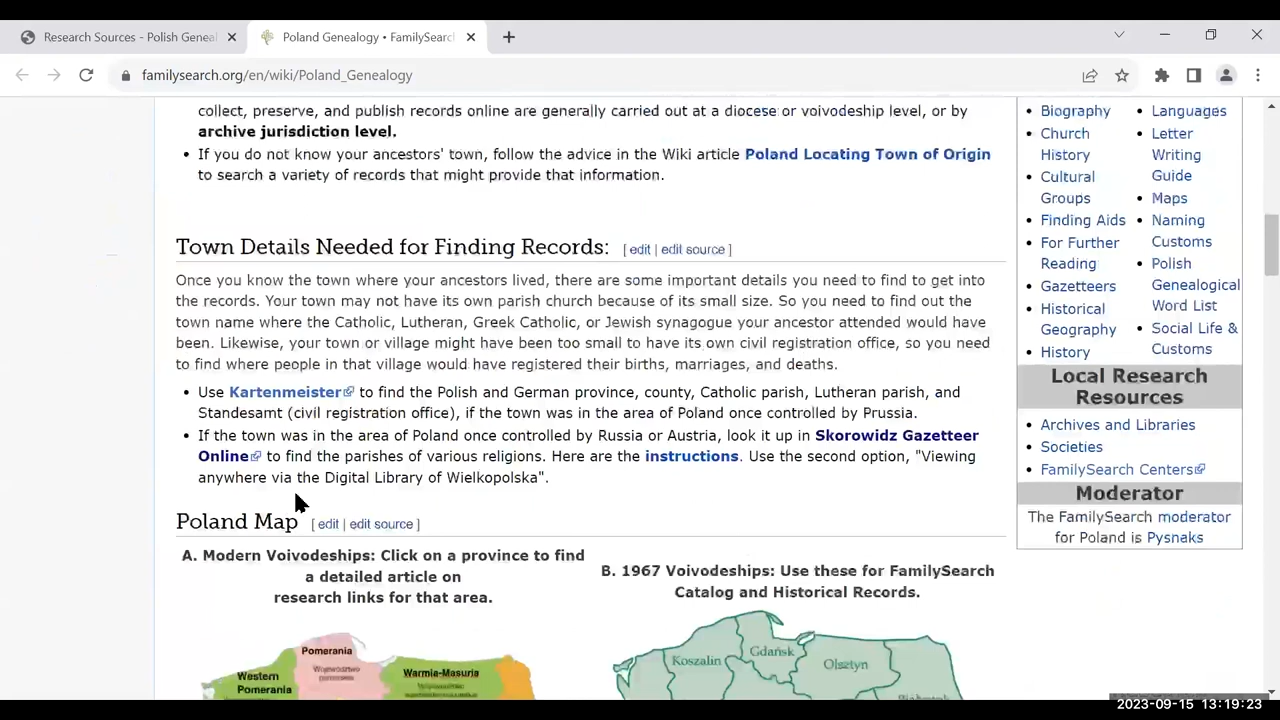 Research Sources - Polish Geneal
Poland Genealogy • FamilySearch
familysearch.org/en/wiki/Poland_Genealogy
collect, preserve, and publish records online are generally carried out at a diocese or voivodeship level, or by
archive jurisdiction level.
• If you do not know your ancestors' town, follow the advice in the Wiki article Poland Locating Town of Origin
to search a variety of records that might provide that information.
Town Details Needed for Finding Records: [ edit | edit source ]
Once you know the town where your ancestors lived, there are some important details you need to find to get into
the records. Your town may not have its own parish church because of its small size. So you need to find out the
town name where the Catholic, Lutheran, Greek Catholic, or Jewish synagogue your ancestor attended would have
been. Likewise, your town or village might have been too small to have its own civil registration office, so you need
to find where people in that village would have registered their births, marriages, and deaths.
• Use Kartenmeister to find the Polish and German province, county, Catholic parish, Lutheran parish, and
Standesamt (civil registration office), if the town was in the area of Poland once controlled by Prussia.
• If the town was in the area of Poland once controlled by Russia or Austria, look it up in Skorowidz Gazetteer
Online to find the parishes of various religions. Here are the instructions. Use the second option, "Viewing
anywhere via the Digital Library of Wielkopolska".
Poland Map [ edit | edit source ]
A. Modern Voivodeships: Click on a province to find
a detailed article on
research links for that area.
B. 1967 Voivodeships: Use these for FamilySearch
Catalog and Historical Records.
Pomerania
Western
Pomerania
Warmia-Masuria
Koszalin
Gdańsk
Olsztyn
• Biography
• Church
History
• Cultural
Groups
• Finding Aids
• For Further
Reading
• Gazetteers
• Historical
Geography
• History
• Languages
• Letter
Writing
Guide
• Maps
• Naming
Customs
• Polish
Genealogical
Word List
• Social Life &
Customs
Local Research
Resources
• Archives and Libraries
• Societies
• FamilySearch Centers
Moderator
The FamilySearch moderator
for Poland is Pysnaks
2023-09-15 13:19:23